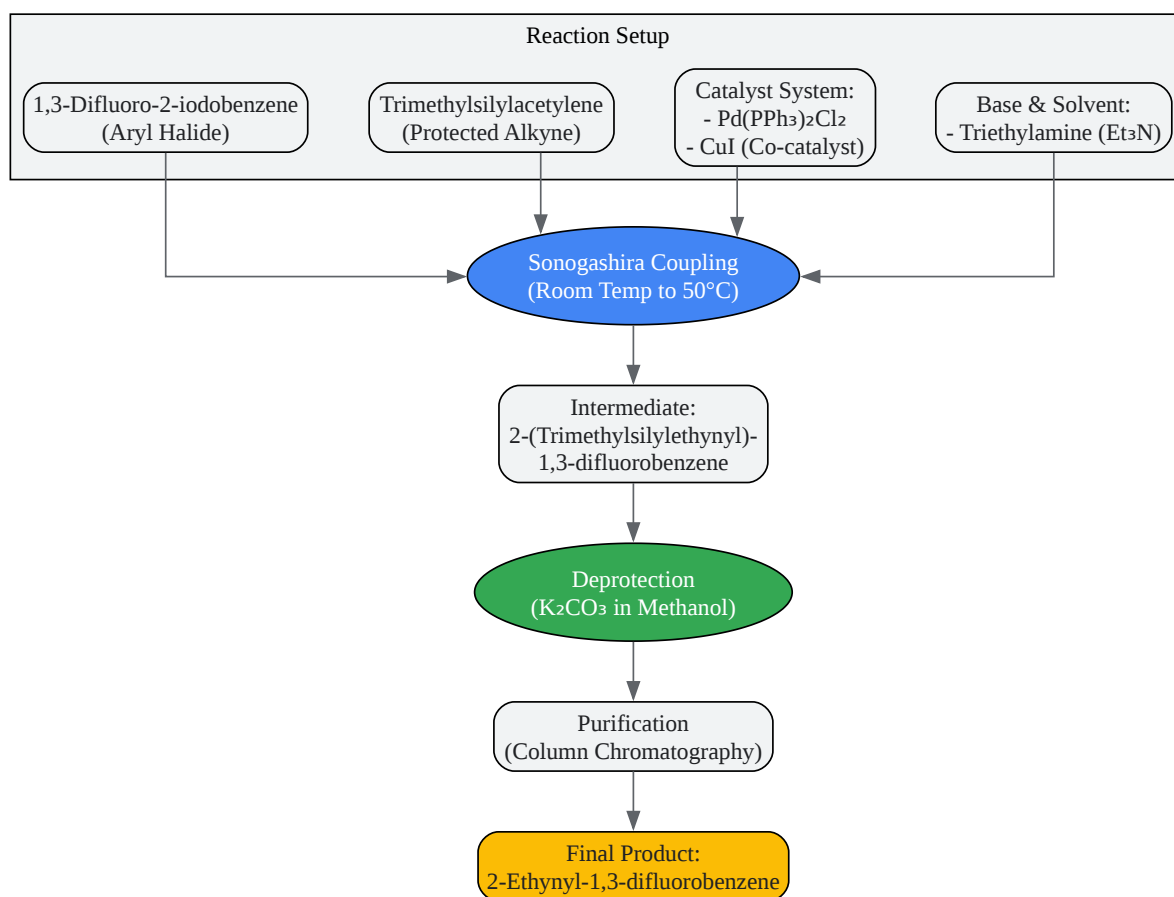 Reaction Setup
1,3-Difluoro-2-iodobenzene
(Aryl Halide)
Trimethylsilylacetylene
(Protected Alkyne)
Catalyst System:
- Pd(PPh₃)₂Cl₂
- CuI (Co-catalyst)
Base & Solvent:
- Triethylamine (Et₃N)
Sonogashira Coupling
(Room Temp to 50°C)
Intermediate:
2-(Trimethylsilylethynyl)-
1,3-difluorobenzene
Deprotection
(K₂CO₃ in Methanol)
Purification
(Column Chromatography)
Final Product:
2-Ethynyl-1,3-difluorobenzene